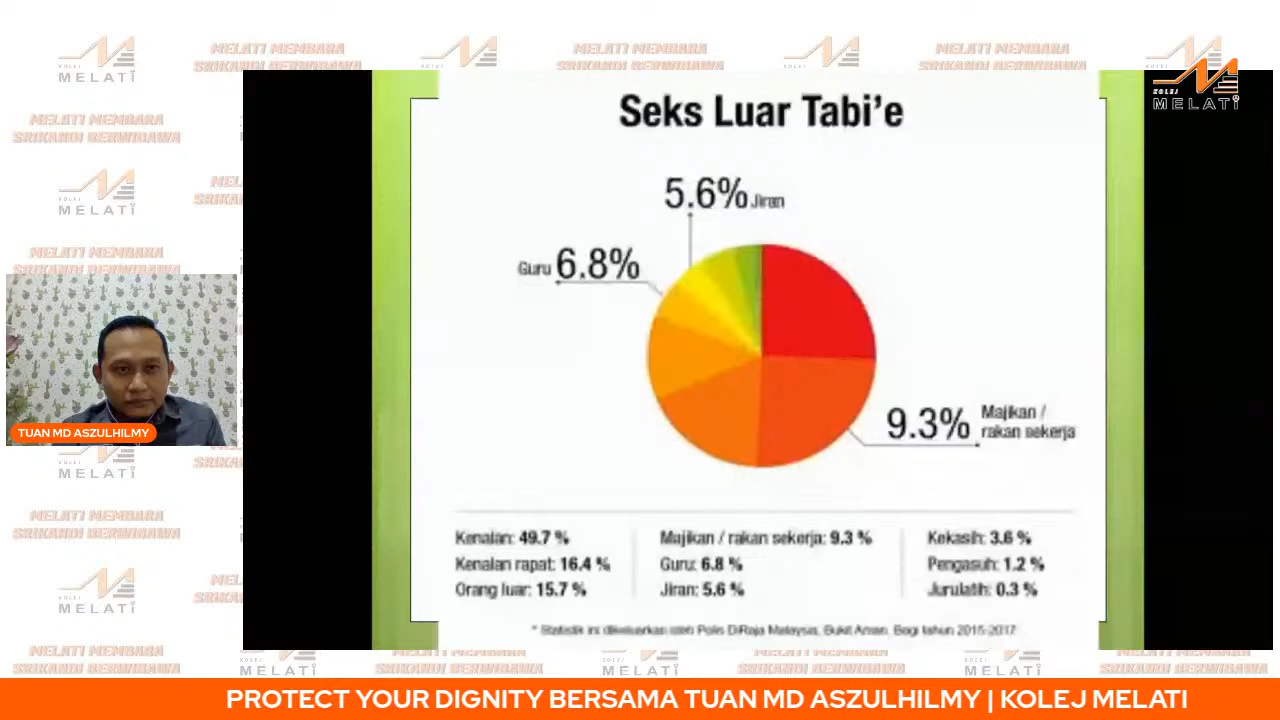 MELATI MEMBARA
SRIKANDI BERWIBAWA
KOLEJ
MELATI
Seks Luar Tabi'e
5.6% Jiran
Guru 6.8%
9.3% Majikan /
rakan sekerja
Kenalan: 49.7 %
Kenalan rapat: 16.4 %
Orang luar: 15.7 %
Majikan / rakan sekerja: 9.3 %
Guru: 6.8 %
Jiran: 5.6 %
Kekasih: 3.6 %
Pengasuh: 1.2 %
Jurulatih: 0.3 %
* Statistik ini dikeluarkan oleh Polis DiRaja Malaysia, Bukit Aman. Bagi tahun 2015-2017
TUAN MD ASZULHILMY
PROTECT YOUR DIGNITY BERSAMA TUAN MD ASZULHILMY | KOLEJ MELATI